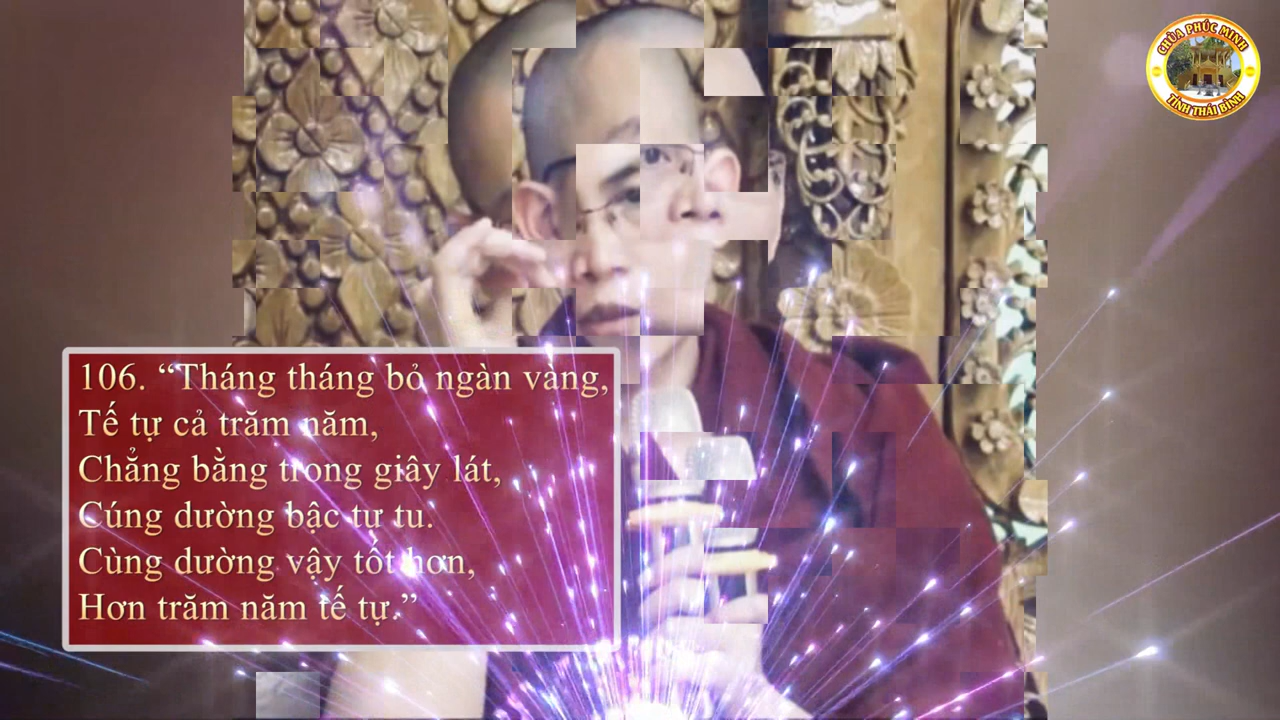 CHÙA PHÚC MINH
TỈNH THÁI BÌNH
106. “Tháng tháng bỏ ngàn vàng,
Tế tự cả trăm năm,
Chẳng bằng trong giây lát,
Cúng dường bậc tự tu.
Cùng dường vậy tốt hơn,
Hơn trăm năm tế tự.”